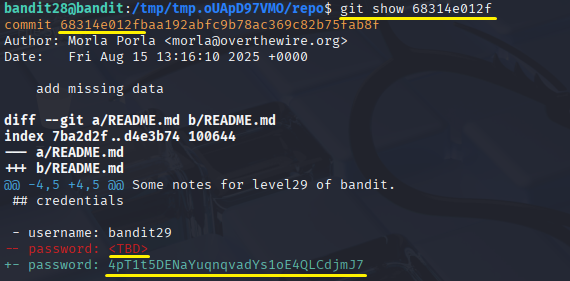 bandit28@bandit:/tmp/tmp.oUApD97VMO/repo$ git show 68314e012f
commit 68314e012fbaa192abfc9b78ac369c82b75fab8f
Author: Morla Porla <morla@overthewire.org>
Date:   Fri Aug 15 13:16:10 2025 +0000
add missing data
diff --git a/README.md b/README.md
index 7ba2d2f..d4e3b74 100644
--- a/README.md
+++ b/README.md
@@ -4,5 +4,5 @@ Some notes for level29 of bandit.
## credentials
- username: bandit29
-- password: <TBD>
+- password: 4pT1t5DENaYuqnqvadYs1oE4QLCdjmJ7